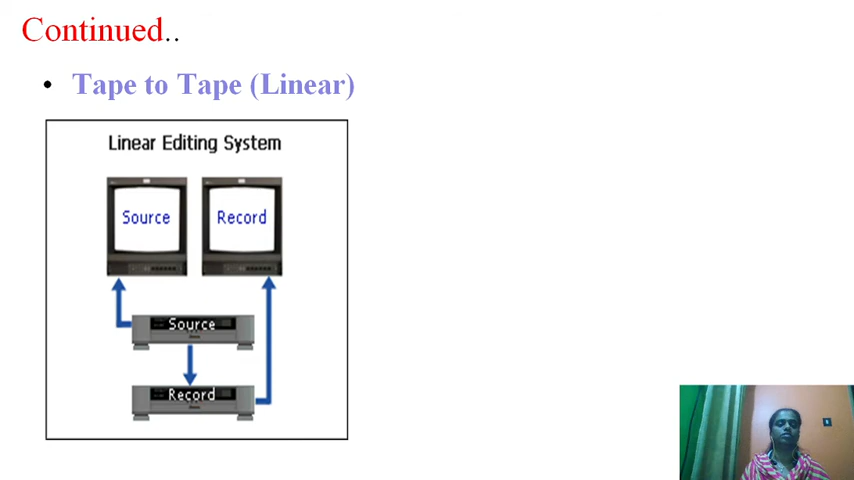 Continued..
• Tape to Tape (Linear)
Linear Editing System
Source Record
Source
Record